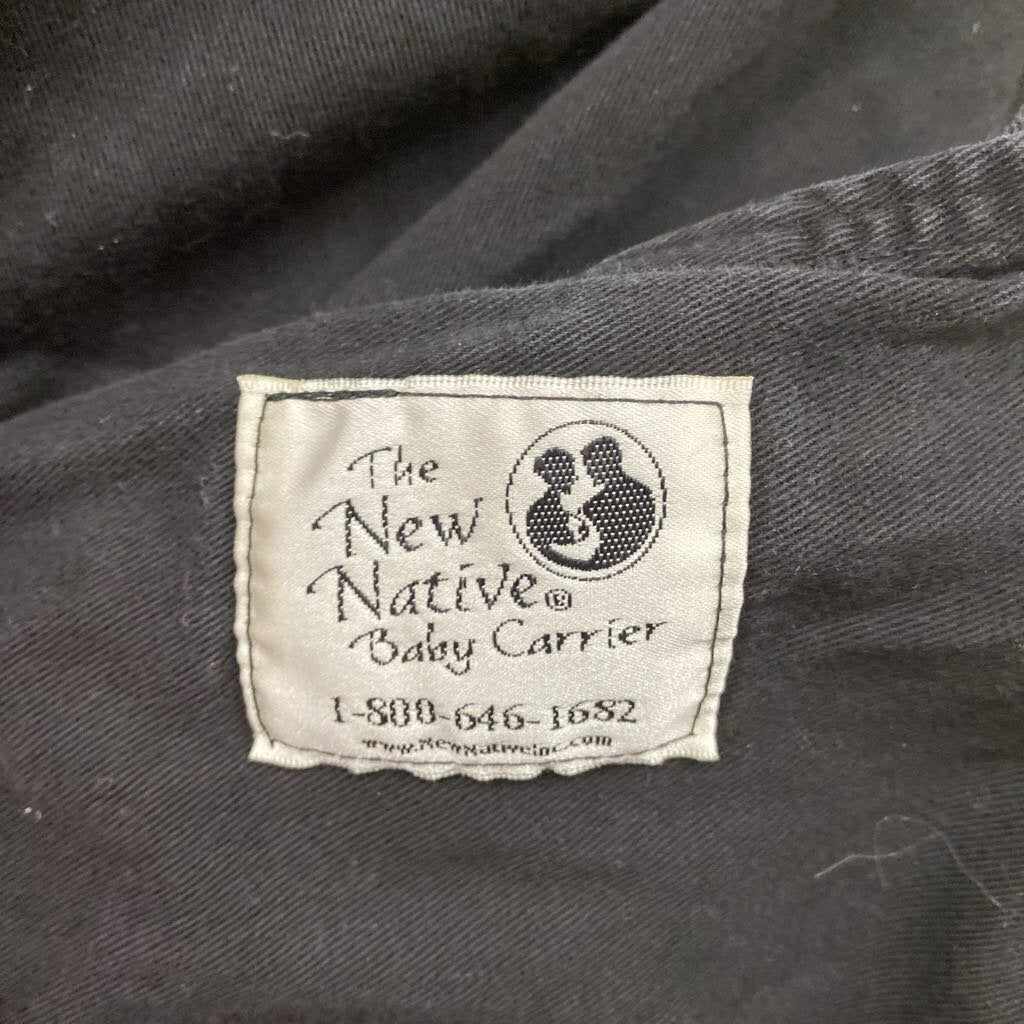 The
New
Native®
Baby Carrier
1-800-646-1682
www.NewNativeinc.com